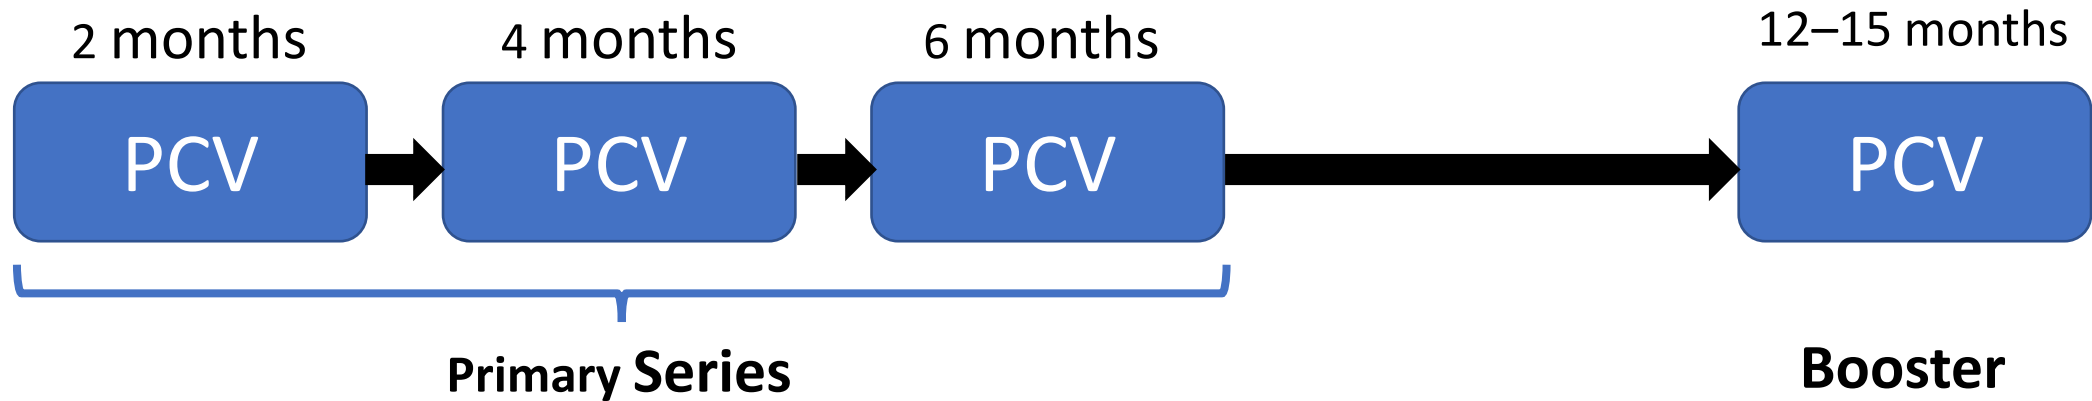 2 months 4 months 6 months 12–15 months
PCV PCV PCV PCV
Primary Series Booster